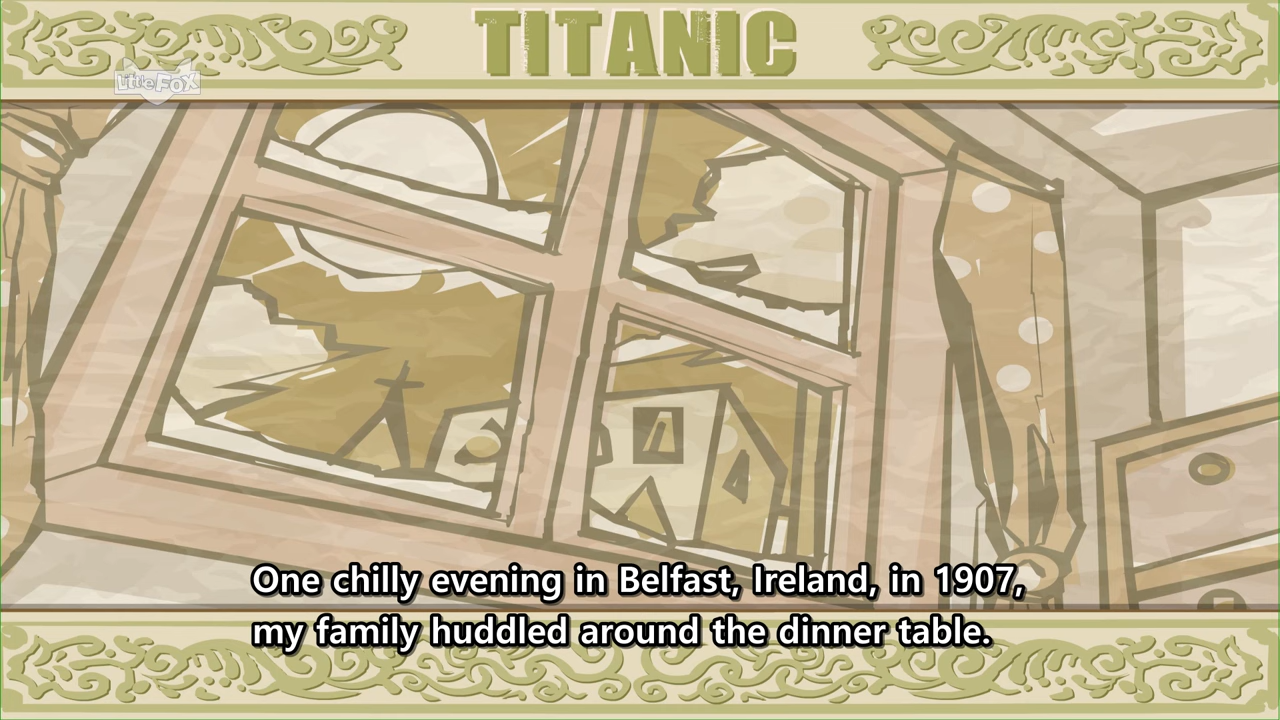 TITANIC
Little FOX
One chilly evening in Belfast, Ireland, in 1907,
my family huddled around the dinner table.